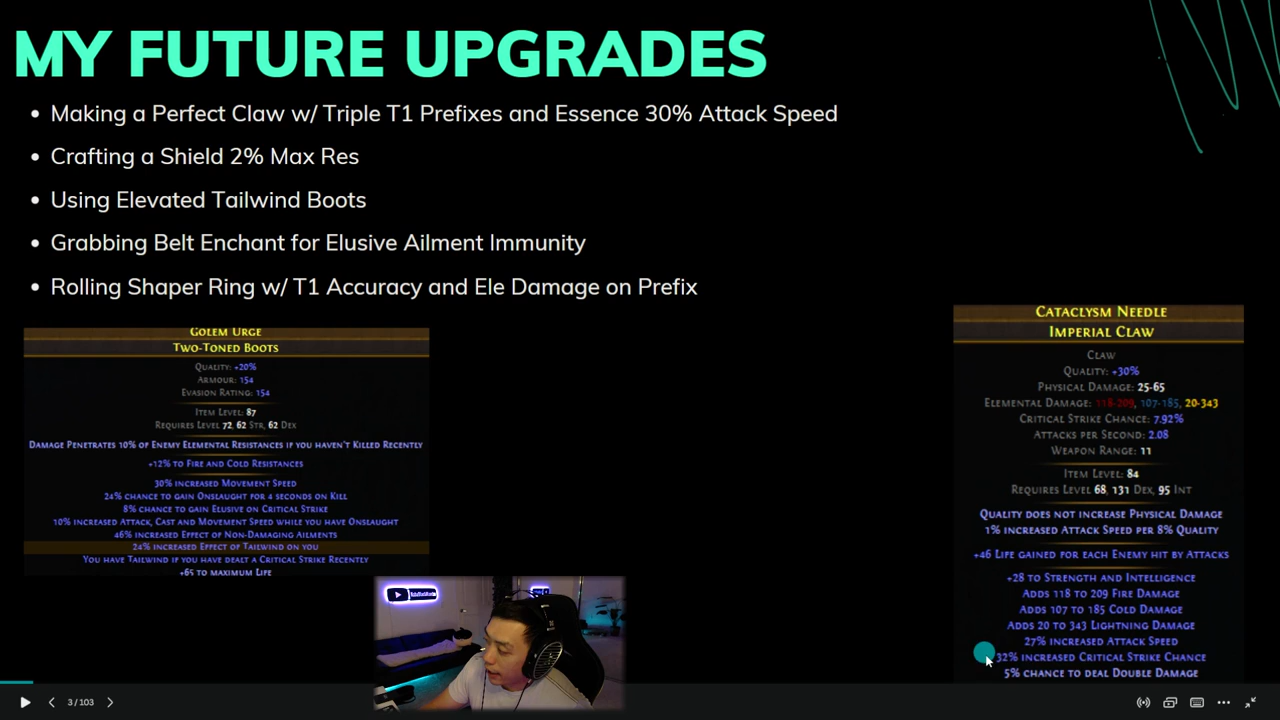 MY FUTURE UPGRADES
• Making a Perfect Claw w/ Triple T1 Prefixes and Essence 30% Attack Speed
• Crafting a Shield 2% Max Res
• Using Elevated Tailwind Boots
• Grabbing Belt Enchant for Elusive Ailment Immunity
• Rolling Shaper Ring w/ T1 Accuracy and Ele Damage on Prefix
GOLEM URGE
TWO-TONED BOOTS
QUALITY: +20%
ARMOUR: 154
EVASION RATING: 154
ITEM LEVEL: 87
REQUIRES LEVEL 72, 62 STR, 62 DEX
DAMAGE PENETRATES 10% OF ENEMY ELEMENTAL RESISTANCES IF YOU HAVEN'T KILLED RECENTLY
+12% TO FIRE AND COLD RESISTANCES
30% INCREASED MOVEMENT SPEED
24% CHANCE TO GAIN ONSLAUGHT FOR 4 SECONDS ON KILL
8% CHANCE TO GAIN ELUSIVE ON CRITICAL STRIKE
10% INCREASED ATTACK, CAST AND MOVEMENT SPEED WHILE YOU HAVE ONSLAUGHT
46% INCREASED EFFECT OF NON-DAMAGING AILMENTS
24% INCREASED EFFECT OF TAILWIND ON YOU
YOU HAVE TAILWIND IF YOU HAVE DEALT A CRITICAL STRIKE RECENTLY
+65 TO MAXIMUM LIFE
CATACLYSM NEEDLE
IMPERIAL CLAW
CLAW
QUALITY: +30%
PHYSICAL DAMAGE: 25-65
ELEMENTAL DAMAGE: 118-209, 107-185, 20-343
CRITICAL STRIKE CHANCE: 7.92%
ATTACKS PER SECOND: 2.08
WEAPON RANGE: 11
ITEM LEVEL: 84
REQUIRES LEVEL 68, 131 DEX, 95 INT
QUALITY DOES NOT INCREASE PHYSICAL DAMAGE
1% INCREASED ATTACK SPEED PER 8% QUALITY
+46 LIFE GAINED FOR EACH ENEMY HIT BY ATTACKS
+28 TO STRENGTH AND INTELLIGENCE
ADDS 118 TO 209 FIRE DAMAGE
ADDS 107 TO 185 COLD DAMAGE
ADDS 20 TO 343 LIGHTNING DAMAGE
27% INCREASED ATTACK SPEED
32% INCREASED CRITICAL STRIKE CHANCE
5% CHANCE TO DEAL DOUBLE DAMAGE
3 / 103